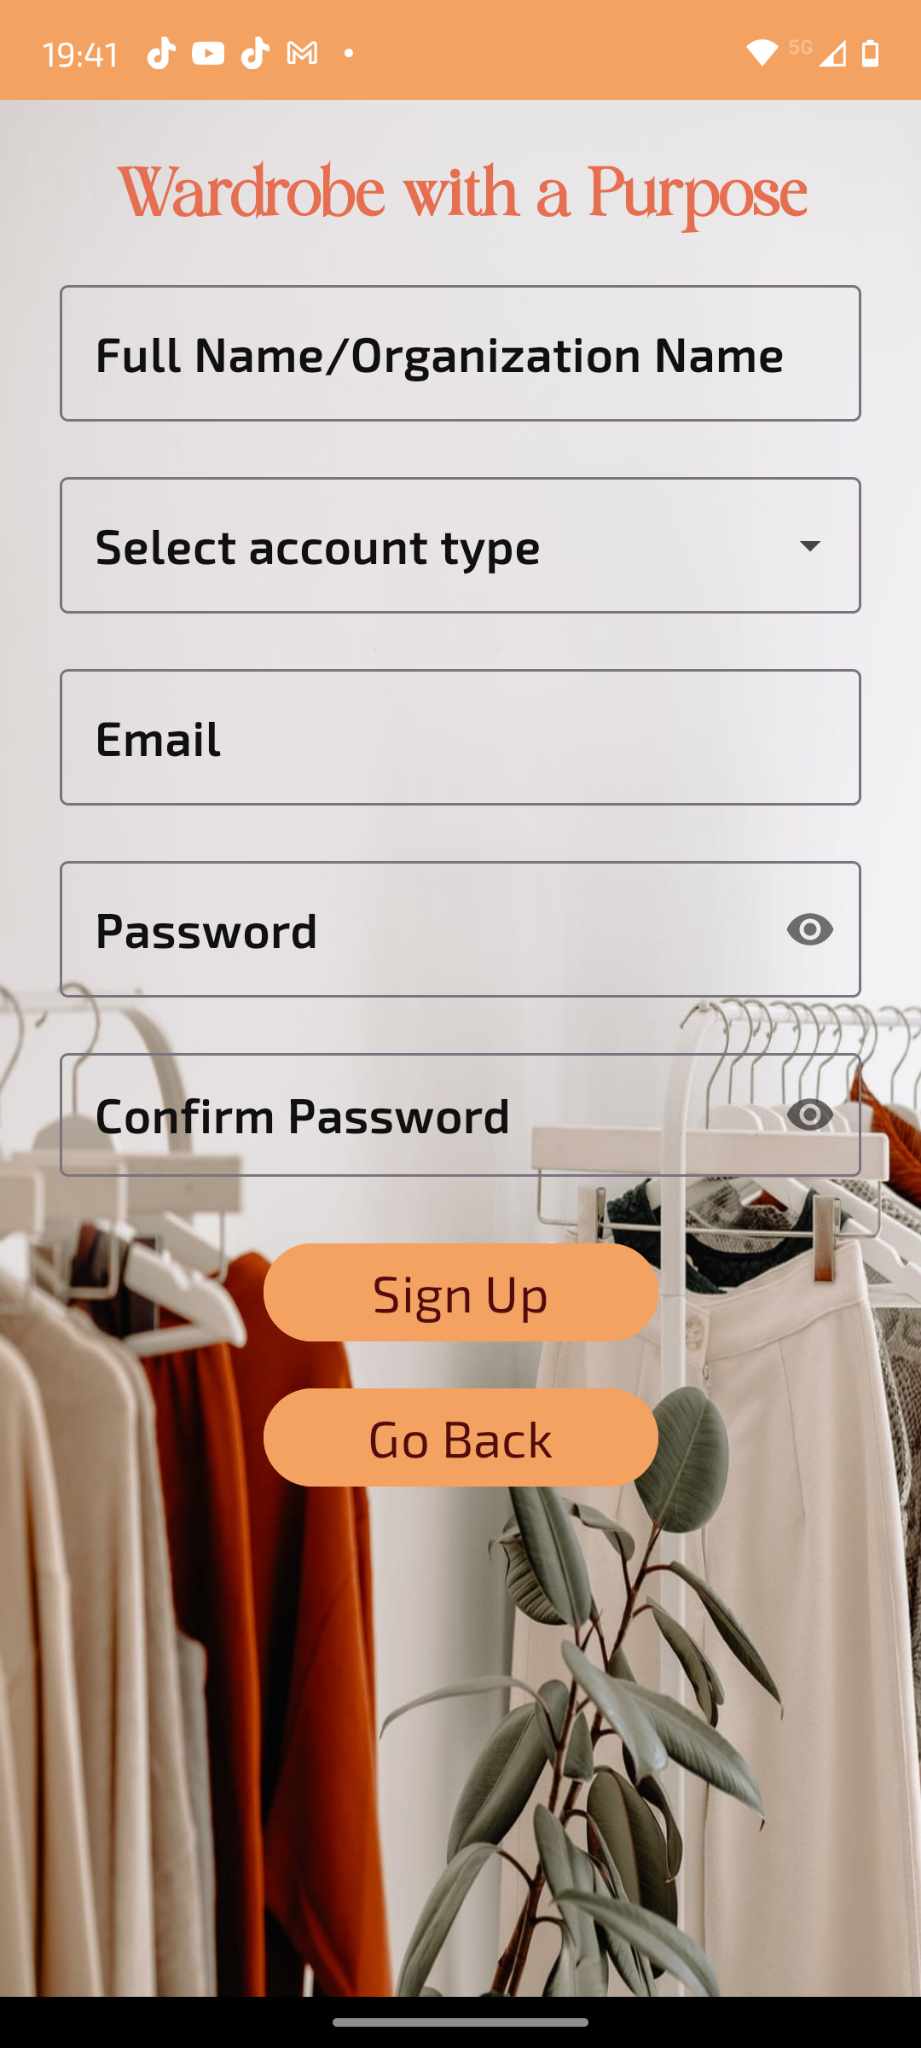 19:41
5G
Wardrobe with a Purpose
Full Name/Organization Name
Select account type
Email
Password
Confirm Password
Sign Up
Go Back